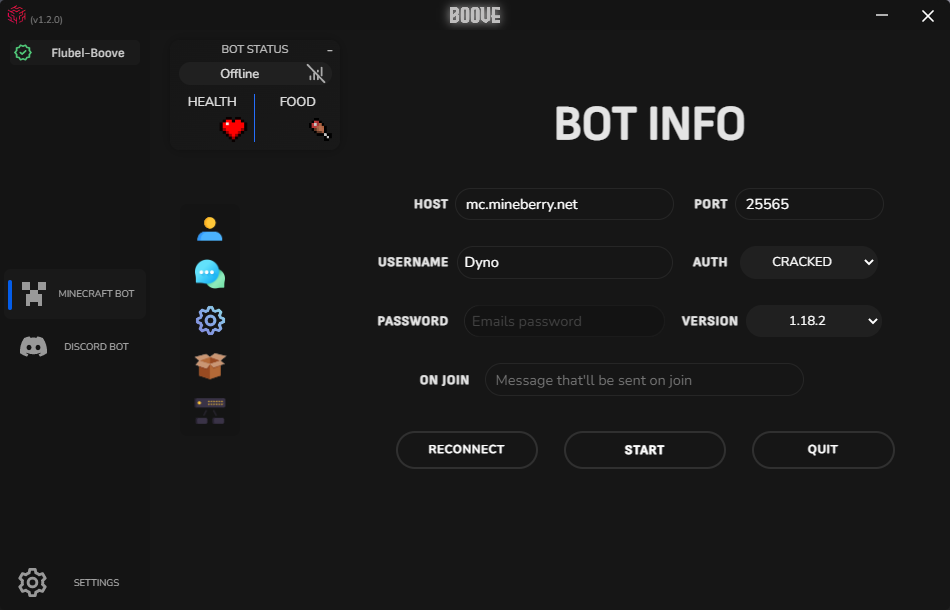 (v1.2.0)
BOOVE
Flubel-Boove
BOT STATUS
-
Offline
HEALTH
FOOD
BOT INFO
HOST mc.mineberry.net PORT 25565
USERNAME Dyno AUTH CRACKED
MINECRAFT BOT
PASSWORD Emails password VERSION 1.18.2
DISCORD BOT
ON JOIN Message that'll be sent on join
RECONNECT START QUIT
SETTINGS